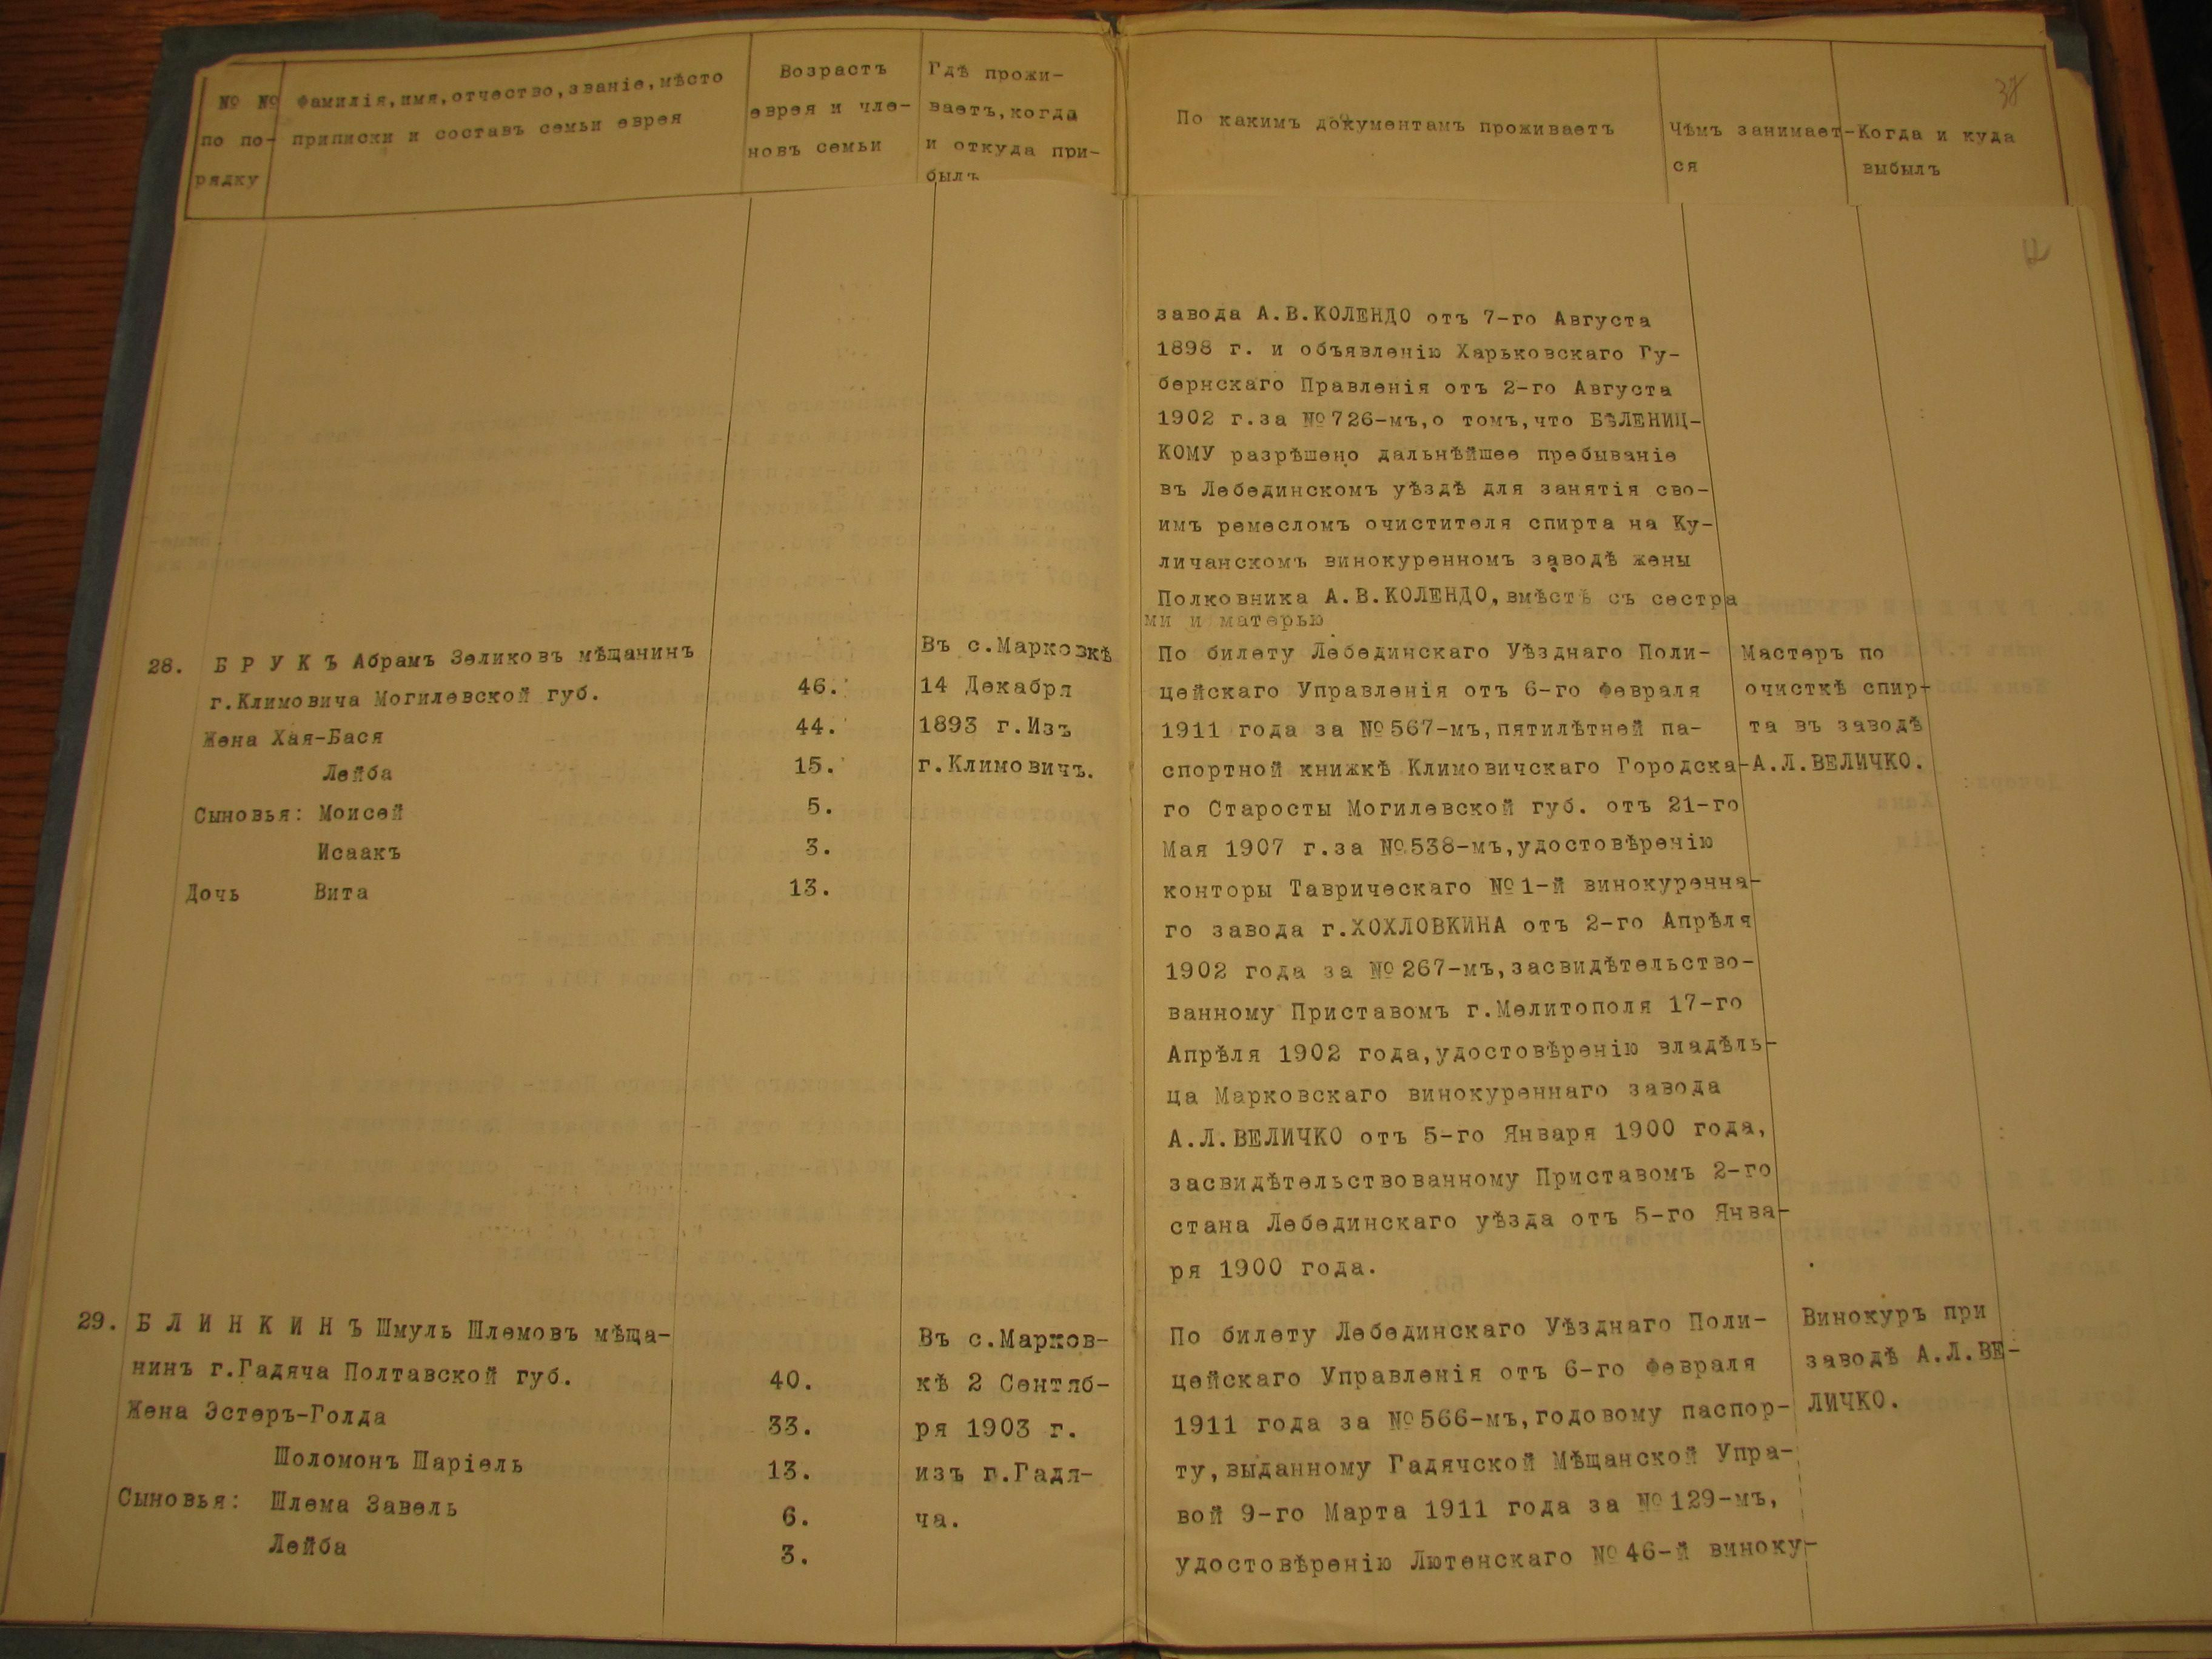 № № по по- рядку
Фамилія, имя, отчество, званіе, мѣсто
приписки и составъ семьи еврея
Возрастъ
еврея и чле-
новъ семьи
Гдѣ прожи-
ваетъ, когда
и откуда при-
былъ
По какимъ документамъ проживаетъ
Чѣмъ занимает-
ся
Когда и куда
выбылъ
завода А.В.КОЛЕНДО отъ 7-го Августа
1898 г. и объявленію Харьковскаго Гу-
бернскаго Правленія отъ 2-го Августа
1902 г.за №726-мъ,о томъ,что БѢЛЕНИЦ-
КОМУ разрѣшено дальнѣйшее пребываніе
въ Лебединскомъ уѣздѣ для занятія сво-
имъ ремесломъ очистителя спирта на Ку-
личанскомъ винокуренномъ заводѣ жены
Полковника А.В.КОЛЕНДО,вмѣстѣ съ сестра
ми и матерью
28. Б Р У К Ъ Абрамъ Зеликовъ мѣщанинъ
г.Климовича Могилевской губ. 46.
Жена Хая-Бася 44.
Лейба 15.
Сыновья: Моисей 5.
Исаакъ 3.
Дочь Вита 13.
Въ с.Марковкѣ
14 Декабря
1893 г.Изъ
г.Климовичъ.
По билету Лебединскаго Уѣзднаго Поли-
цейскаго Управленія отъ 6-го Февраля
1911 года за №567-мъ,пятилѣтней па-
спортной книжкѣ Климовичскаго Городска-
го Старосты Могилевской губ. отъ 21-го
Мая 1907 г.за №538-мъ,удостовѣренію
конторы Таврическаго №1-й винокуренна-
го завода г.ХОХЛОВКИНА отъ 2-го Апрѣля
1902 года за №267-мъ,засвидѣтельство-
ванному Приставомъ г.Мелитополя 17-го
Апрѣля 1902 года,удостовѣренію владѣль-
ца Марковскаго винокуреннаго завода
А.Л.ВЕЛИЧКО отъ 5-го Января 1900 года,
засвидѣтельствованному Приставомъ 2-го
стана Лебединскаго уѣзда отъ 5-го Янва-
ря 1900 года.
Мастеръ по
очисткѣ спир-
та въ заводѣ
А.Л.ВЕЛИЧКО.
29. Б Л И Н К И Н Ъ Шмуль Шлемовъ мѣща-
нинъ г.Гадяча Полтавской губ. 40.
Жена Эстеръ-Голда 33.
Шоломонъ Шаріель 13.
Сыновья: Шлема Завель 6.
Лейба 3.
Въ с.Марков-
кѣ 2 Сентяб-
ря 1903 г.
изъ г.Гадя-
ча.
По билету Лебединскаго Уѣзднаго Поли-
цейскаго Управленія отъ 6-го Февраля
1911 года за №566-мъ,годовому паспор-
ту,выданному Гадячской Мѣщанской Упра-
вой 9-го Марта 1911 года за №129-мъ,
удостовѣренію Лютенскаго №46-й виноку-
Винокуръ при
заводѣ А.Л.ВЕ-
ЛИЧКО.